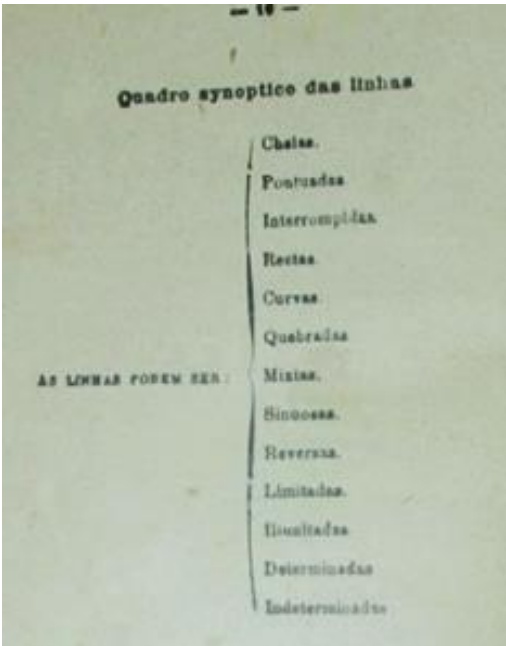 — 10 —
Quadro synoptico das linhas
Cheias.
Pontuadas
Interrompidas.
Rectas
Curvas.
Quebradas
AS LINHAS PODEM SER:
Mixtas.
Sinuosas.
Reversas.
Limitadas.
Illimitadas
Determinadas
Indeterminadas